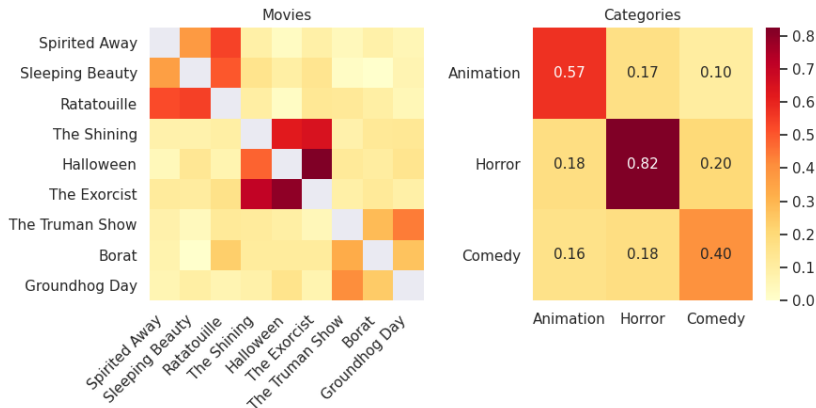 Movies
Spirited Away
Sleeping Beauty
Ratatouille
The Shining
Halloween
The Exorcist
The Truman Show
Borat
Groundhog Day
Spirited Away
Sleeping Beauty
Ratatouille
The Shining
Halloween
The Exorcist
The Truman Show
Borat
Groundhog Day
Categories
Animation 0.57 0.17 0.10
Horror 0.18 0.82 0.20
Comedy 0.16 0.18 0.40
Animation Horror Comedy
0.8
0.7
0.6
0.5
0.4
0.3
0.2
0.1
0.0